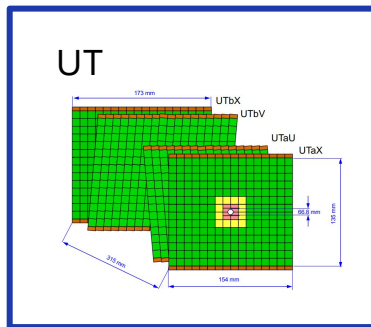 UT
173 mm
UTbX
UTbV
UTaU
UTaX
66.8 mm
135 mm
315 mm
154 mm